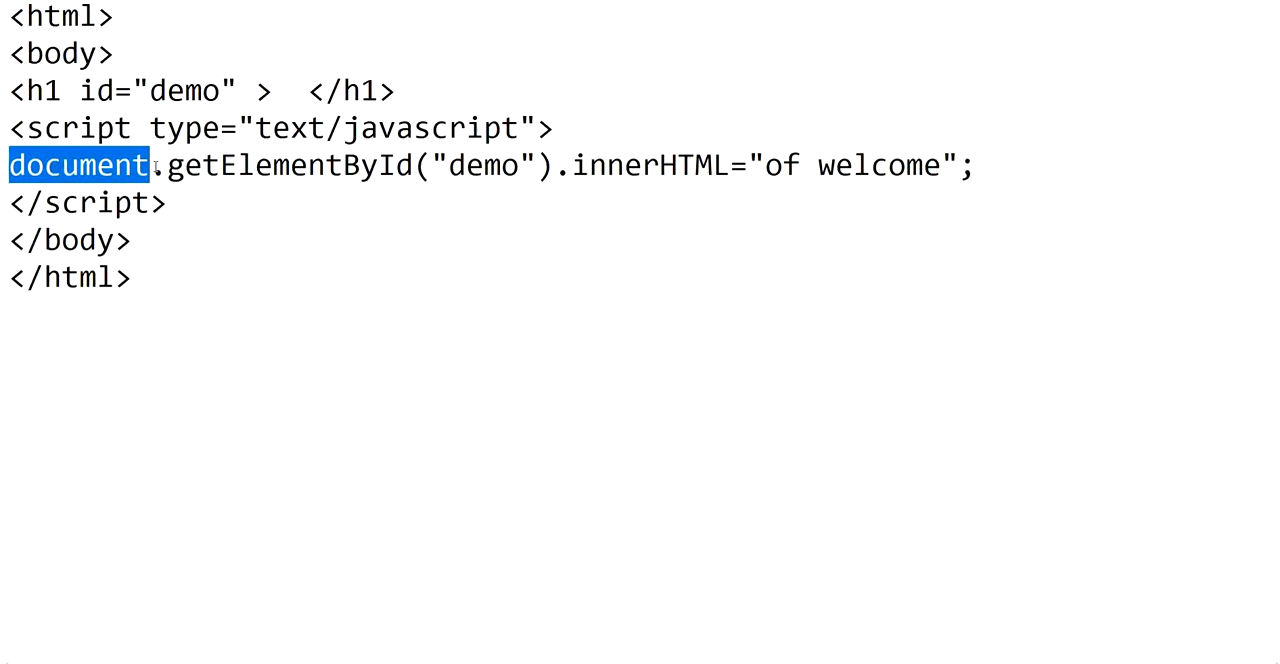 <html>
<body>
<h1 id="demo" >  </h1>
<script type="text/javascript">
document.getElementById("demo").innerHTML="of welcome";
</script>
</body>
</html>